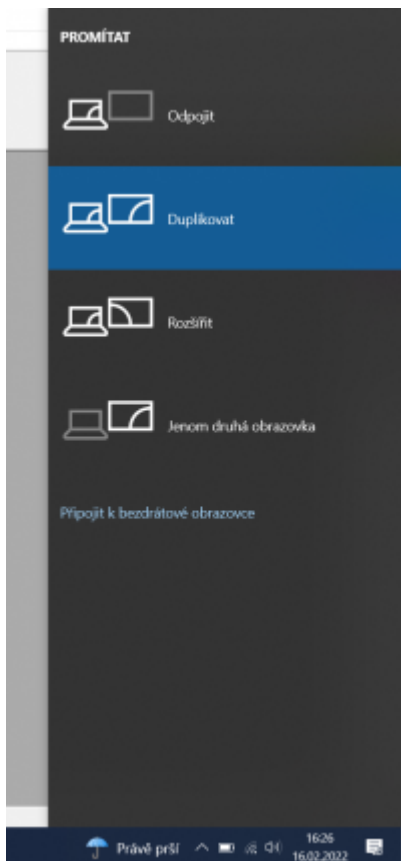 PROMÍTAT
Odpojit
Duplikovat
Rozšířit
Jenom druhá obrazovka
Připojit k bezdrátové obrazovce
Právě prší
16:26
16.02.2022